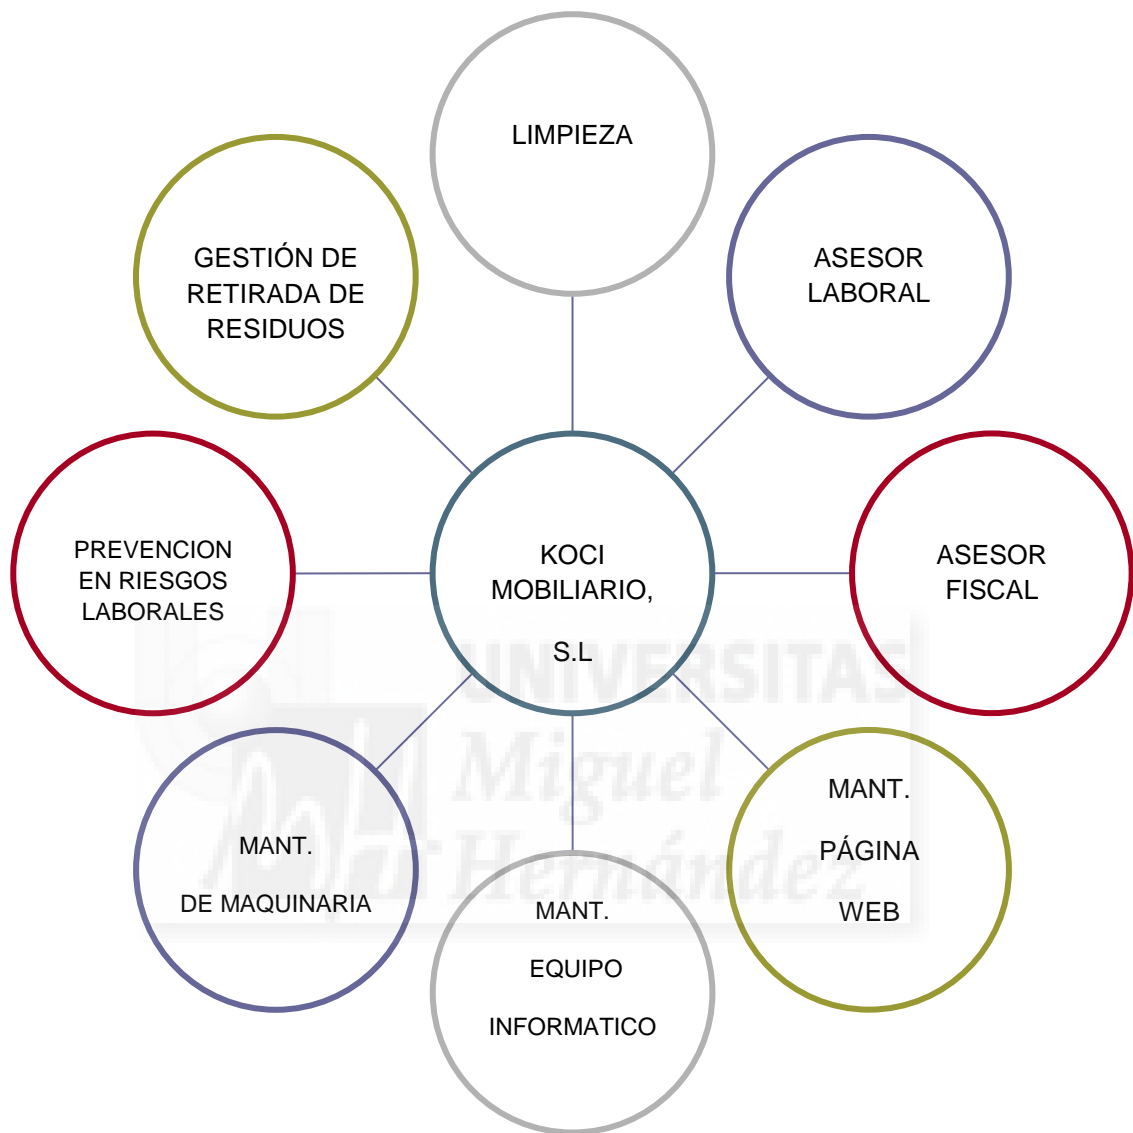 LIMPIEZA
ASESOR
LABORAL
ASESOR
FISCAL
MANT.
PÁGINA
WEB
MANT.
EQUIPO
INFORMATICO
MANT.
DE MAQUINARIA
PREVENCION
EN RIESGOS
LABORALES
GESTIÓN DE
RETIRADA DE
RESIDUOS
KOCI
MOBILIARIO,
S.L
UNIVERSITAS
Miguel
Hernández